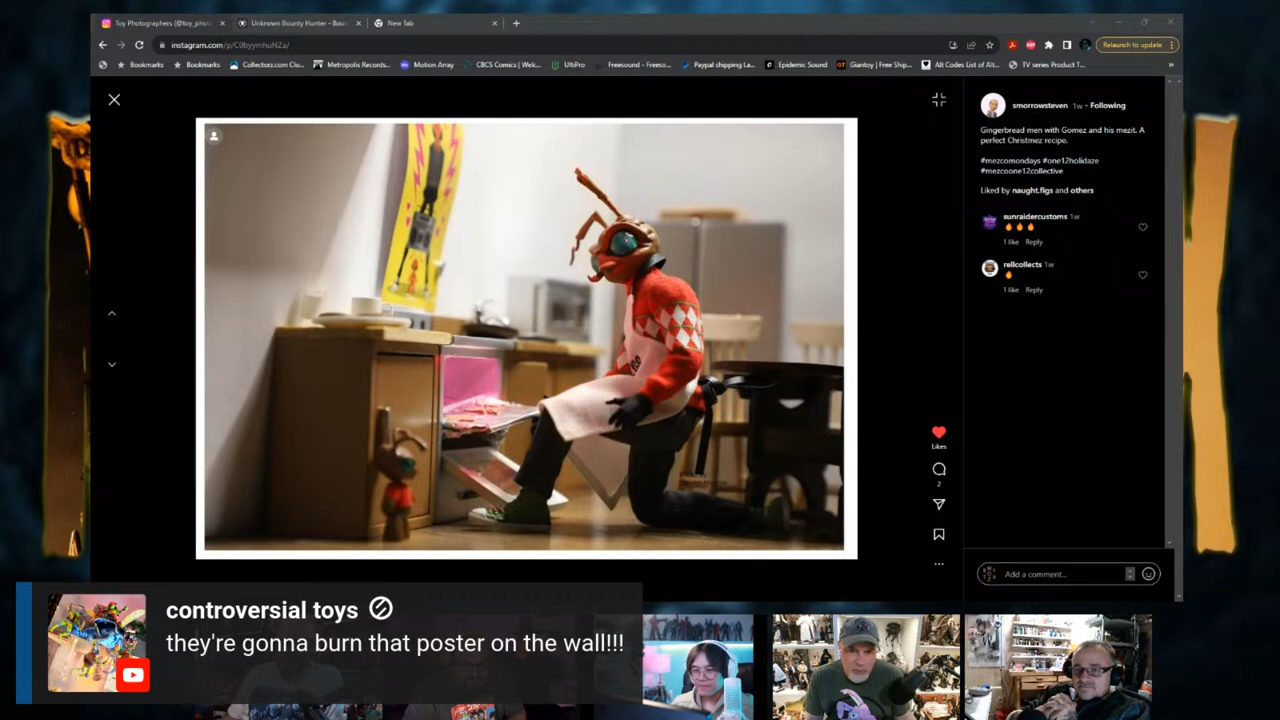 Toy Photographers (@toy_phot
Unknown Bounty Hunter - Boun
New Tab
instagram.com/p/C0byymhuNZa/
Relaunch to update
Bookmarks
Bookmarks
Collectorz.com Clo...
Metropolis Records...
Motion Array
CBCS Comics | Welc...
UltiPro
Freesound - Freeso...
Paypal shipping La...
Epidemic Sound
Giantoy | Free Ship...
Alt Codes List of Alt...
TV series Product T...
smorrowsteven 1w • Following
Gingerbread men with Gomez and his mezit. A
perfect Christmez recipe.
#mezcomondays #one12holidaze
#mezcoone12collective
Liked by naught.figs and others
sunraidercustoms 1w
1 like Reply
rellcollects 1w
1 like Reply
Likes
2
Add a comment...
controversial toys
they're gonna burn that poster on the wall!!!